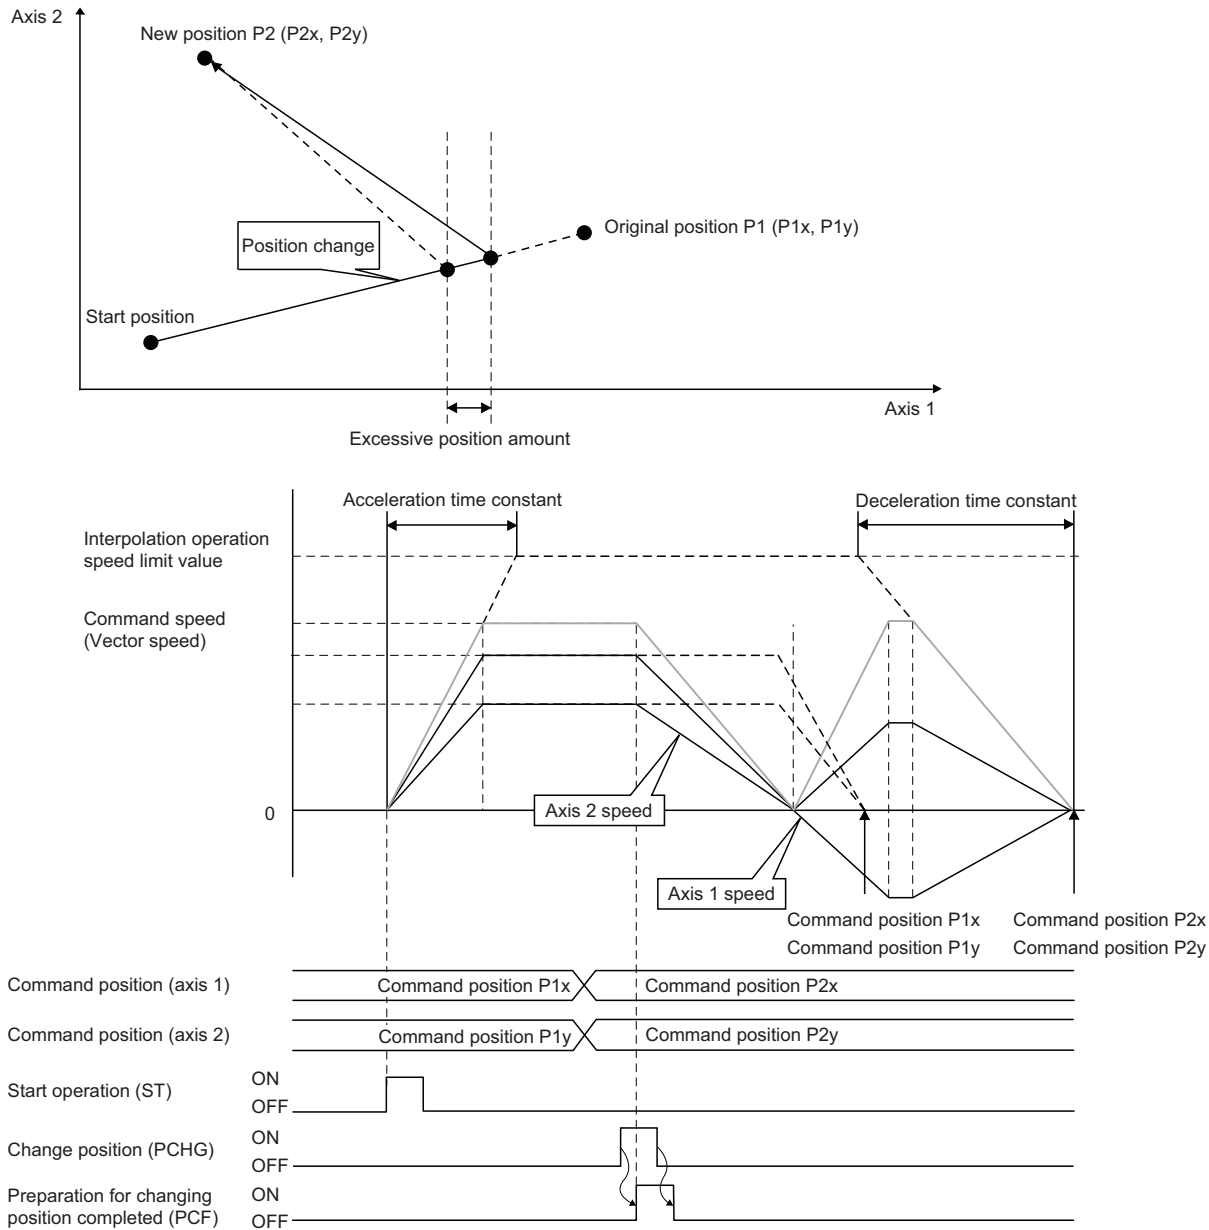 Axis 2
New position P2 (P2x, P2y)
Original position P1 (P1x, P1y)
Position change
Start position
Axis 1
Excessive position amount
Acceleration time constant
Deceleration time constant
Interpolation operation
speed limit value
Command speed
(Vector speed)
0
Axis 2 speed
Axis 1 speed
Command position P1x
Command position P1y
Command position P2x
Command position P2y
Command position (axis 1)
Command position P1x
Command position P2x
Command position (axis 2)
Command position P1y
Command position P2y
Start operation (ST)
ON
OFF
Change position (PCHG)
ON
OFF
Preparation for changing
position completed (PCF)
ON
OFF